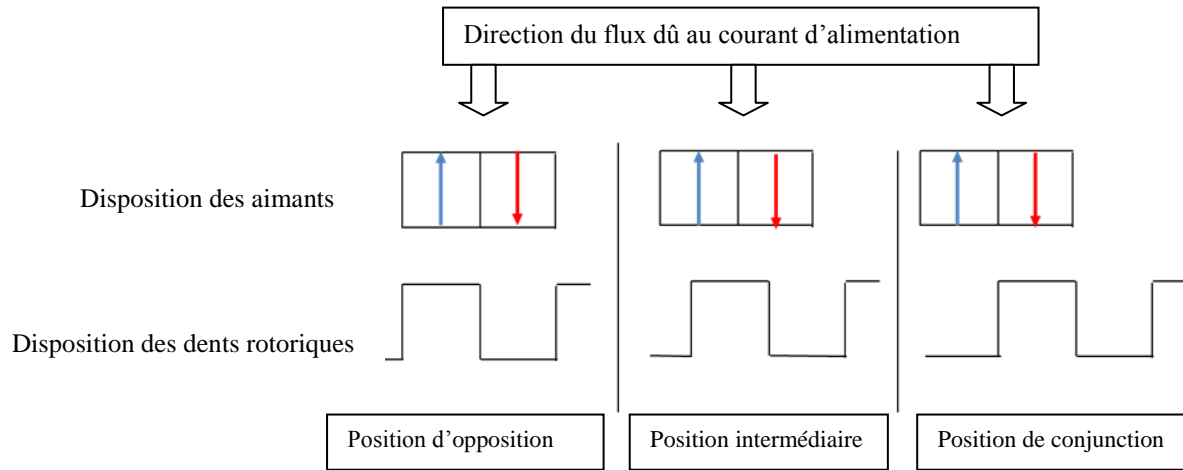 Direction du flux dû au courant d’alimentation
Disposition des aimants
Disposition des dents rotoriques
Position d’opposition
Position intermédiaire
Position de conjunction